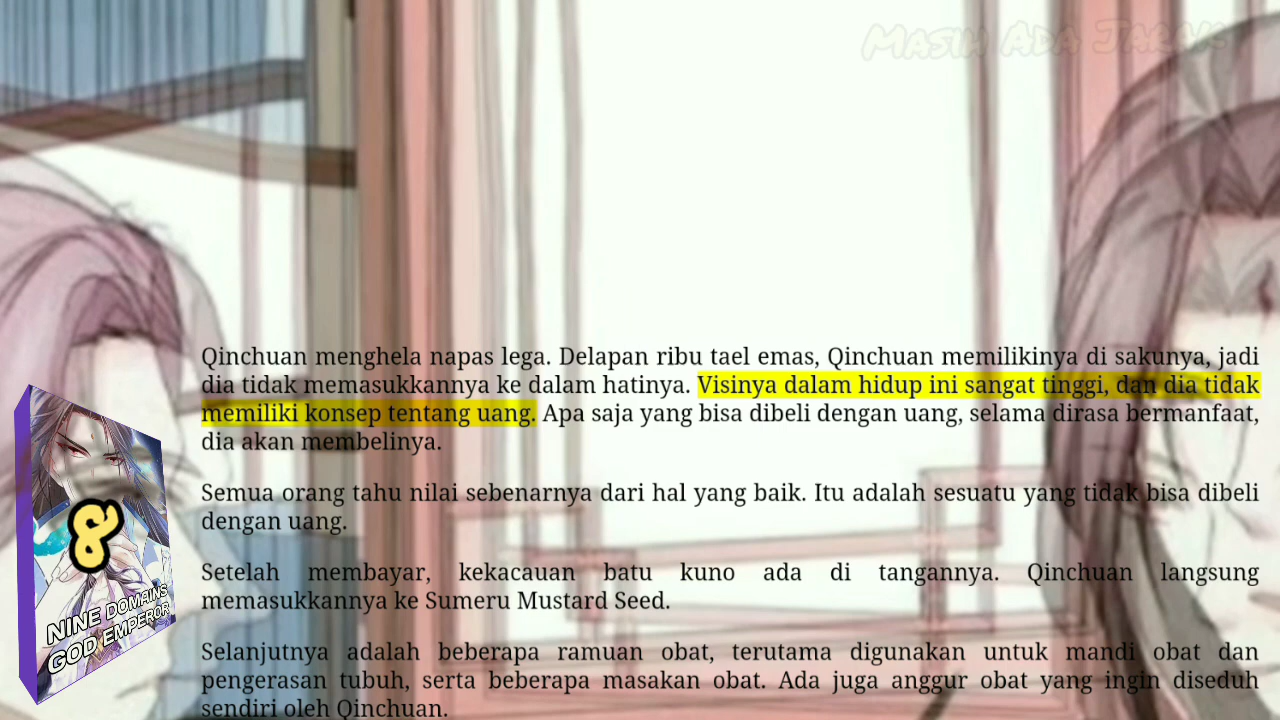 Masih Ada Jarak
Qinchuan menghela napas lega. Delapan ribu tael emas, Qinchuan memilikinya di sakunya, jadi
dia tidak memasukkannya ke dalam hatinya. Visinya dalam hidup ini sangat tinggi, dan dia tidak
memiliki konsep tentang uang. Apa saja yang bisa dibeli dengan uang, selama dirasa bermanfaat,
dia akan membelinya.
Semua orang tahu nilai sebenarnya dari hal yang baik. Itu adalah sesuatu yang tidak bisa dibeli
dengan uang.
Setelah membayar, kekacauan batu kuno ada di tangannya. Qinchuan langsung
memasukkannya ke Sumeru Mustard Seed.
Selanjutnya adalah beberapa ramuan obat, terutama digunakan untuk mandi obat dan
pengerasan tubuh, serta beberapa masakan obat. Ada juga anggur obat yang ingin diseduh
sendiri oleh Qinchuan.
8
NINE DOMAINS
GOD EMPEROR